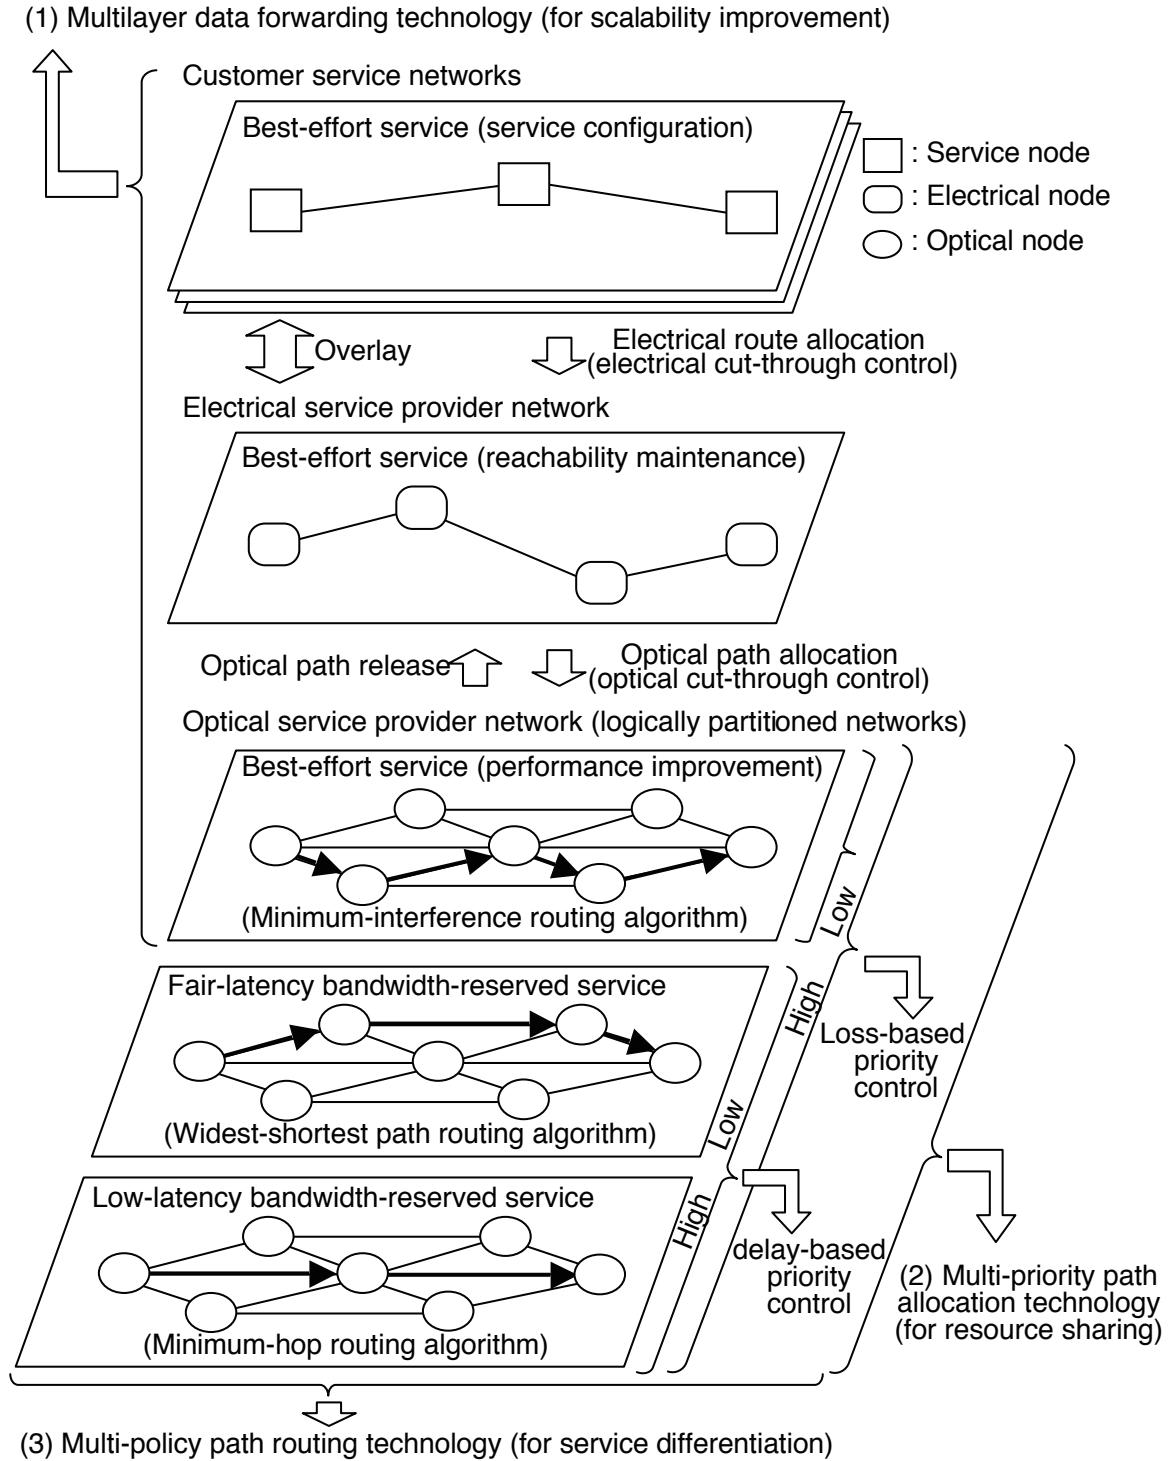 (1) Multilayer data forwarding technology (for scalability improvement)
Customer service networks
Best-effort service (service configuration)
: Service node
: Electrical node
: Optical node
Overlay
Electrical route allocation
(electrical cut-through control)
Electrical service provider network
Best-effort service (reachability maintenance)
Optical path release
Optical path allocation
(optical cut-through control)
Optical service provider network (logically partitioned networks)
Best-effort service (performance improvement)
(Minimum-interference routing algorithm)
Low
Fair-latency bandwidth-reserved service
(Widest-shortest path routing algorithm)
High
Loss-based
priority
control
Low
Low-latency bandwidth-reserved service
(Minimum-hop routing algorithm)
High
delay-based
priority
control
(2) Multi-priority path
allocation technology
(for resource sharing)
(3) Multi-policy path routing technology (for service differentiation)